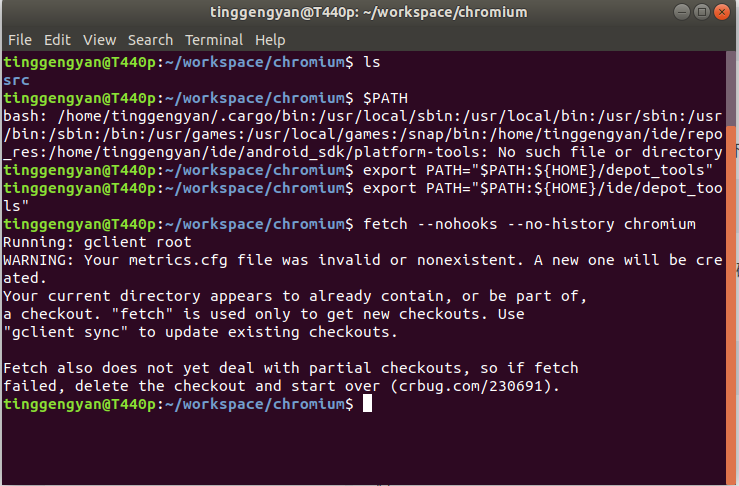 tinggengyan@T440p: ~/workspace/chromium
File Edit View Search Terminal Help
tinggengyan@T440p:~/workspace/chromium$ ls
src
tinggengyan@T440p:~/workspace/chromium$ $PATH
bash: /home/tinggengyan/.cargo/bin:/usr/local/sbin:/usr/local/bin:/usr/sbin:/usr
/bin:/sbin:/bin:/usr/games:/usr/local/games:/snap/bin:/home/tinggengyan/ide/repo
_res:/home/tinggengyan/ide/android_sdk/platform-tools: No such file or directory
tinggengyan@T440p:~/workspace/chromium$ export PATH="$PATH:${HOME}/depot_tools"
tinggengyan@T440p:~/workspace/chromium$ export PATH="$PATH:${HOME}/ide/depot_too
ls"
tinggengyan@T440p:~/workspace/chromium$ fetch --nohooks --no-history chromium
Running: gclient root
WARNING: Your metrics.cfg file was invalid or nonexistent. A new one will be cre
ated.
Your current directory appears to already contain, or be part of,
a checkout. "fetch" is used only to get new checkouts. Use
"gclient sync" to update existing checkouts.
Fetch also does not yet deal with partial checkouts, so if fetch
failed, delete the checkout and start over (crbug.com/230691).
tinggengyan@T440p:~/workspace/chromium$